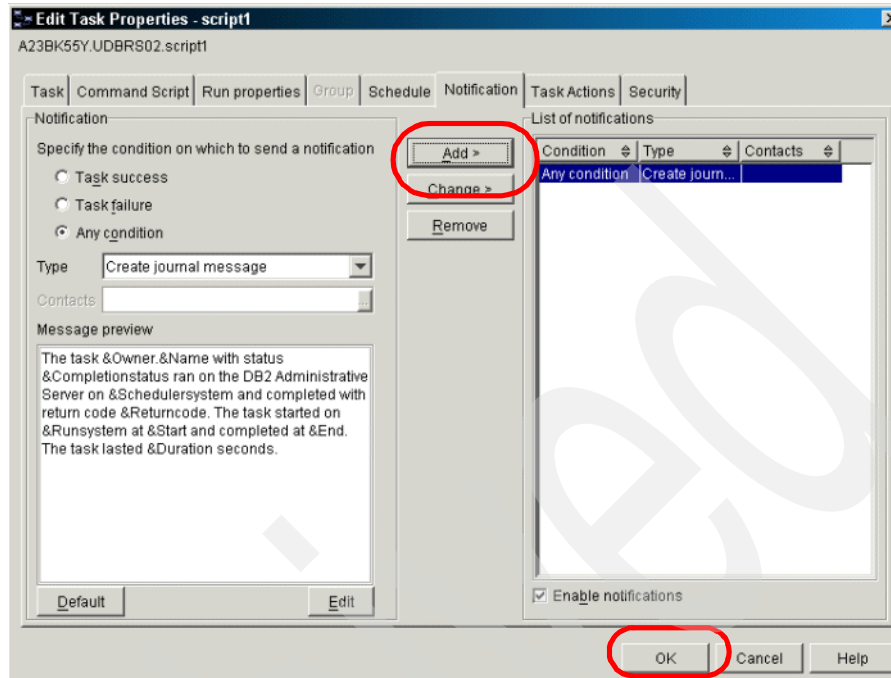 Edit Task Properties - script1
A23BK55Y.UDBRS02.script1
Task Command Script Run properties Group Schedule Notification Task Actions Security
Notification
Specify the condition on which to send a notification
Task success
Task failure
Any condition
Type Create journal message
Contacts ...
Message preview
The task &Owner.&Name with status
&Completionstatus ran on the DB2 Administrative
Server on &Schedulersystem and completed with
return code &Returncode. The task started on
&Runsystem at &Start and completed at &End.
The task lasted &Duration seconds.
Default Edit
Add >
Change >
Remove
List of notifications
Condition Type Contacts
Any condition Create journ...
Enable notifications
OK Cancel Help